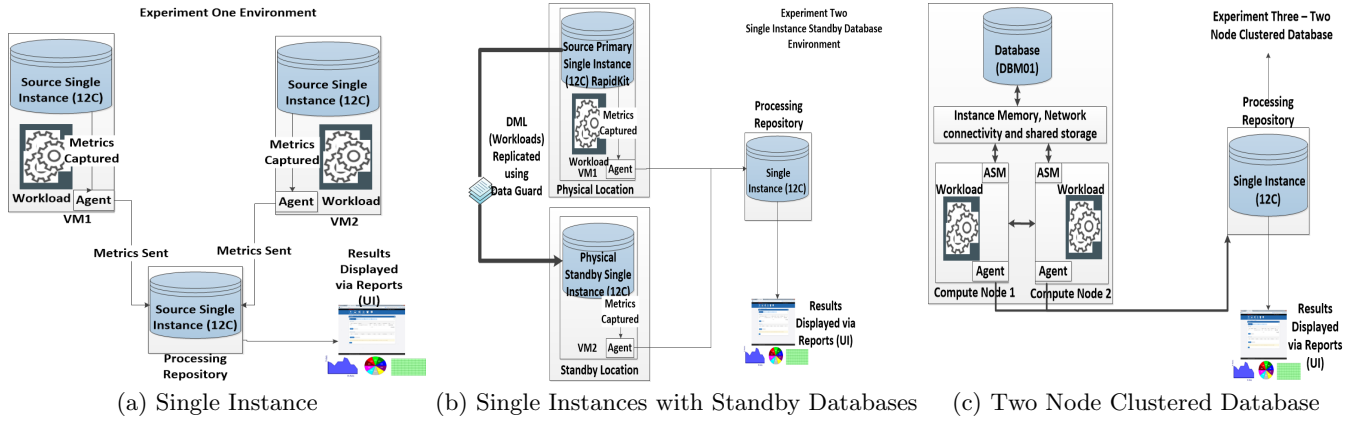 Experiment One Environment
Source Single
Instance (12C)
Metrics
Captured
Workload
Agent
VM1
Source Single
Instance (12C)
Metrics
Captured
Agent
Workload
VM2
Metrics Sent
Metrics Sent
Source Single
Instance (12C)
Processing
Repository
Results
Displayed
via Reports
(UI)
(a) Single Instance
Experiment Two
Single Instance Standby Database
Environment
Source Primary
Single Instance
(12C) RapidKit
Metrics
Captured
Workload
VM1
Agent
Physical Location
DML
(Workloads)
Replicated
using
Data Guard
Physical
Standby Single
Instance (12C)
Metrics
Captured
VM2
Agent
Standby Location
Processing
Repository
Single
Instance (12C)
Results
Displayed via
Reports (UI)
(b) Single Instances with Standby Databases
Experiment Three – Two
Node Clustered Database
Database
(DBM01)
Instance Memory, Network
connectivity and shared storage
ASM
ASM
Workload
Workload
Agent
Agent
Compute Node 1
Compute Node 2
Processing
Repository
Single Instance
(12C)
Results
Displayed
via Reports
(UI)
(c) Two Node Clustered Database